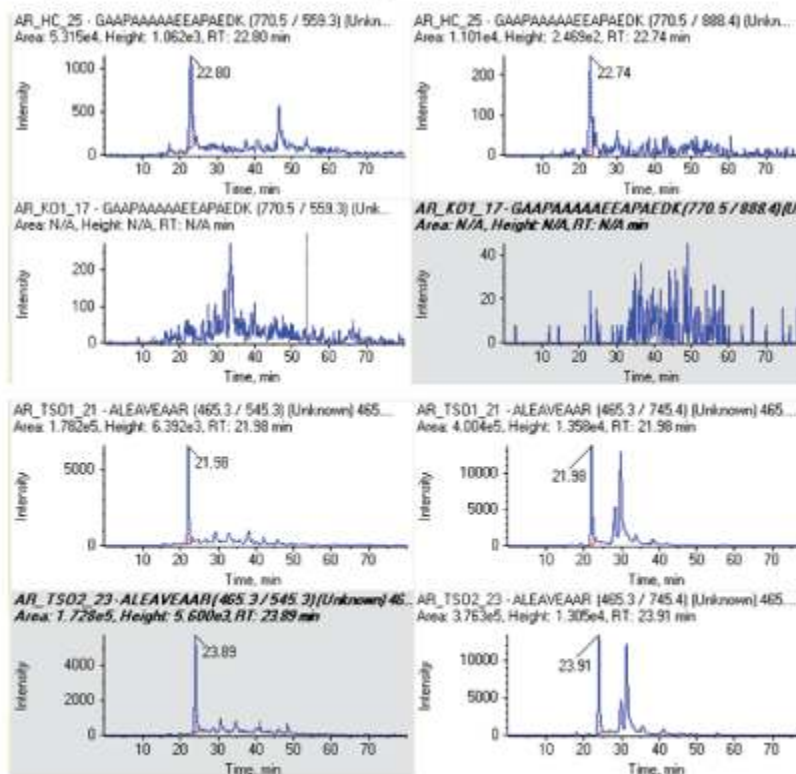 AR_HC_25 - GAAPAAAAAEEAPAEDK (770.5 / 559.3) (Unkn...
Area: 5.315e4, Height: 1.062e3, RT: 22.80 min
1000
500
0
22.80
Intensity
10 20 30 40 50 60 70
Time, min
AR_HC_25 - GAAPAAAAAEEAPAEDK (770.5 / 888.4) (Unkn...
Area: 1.101e4, Height: 2.469e2, RT: 22.74 min
200
100
0
22.74
Intensity
10 20 30 40 50 60 70
Time, min
AR_KO1_17 - GAAPAAAAAEEAPAEDK (770.5 / 559.3) (Unk...
Area: N/A, Height: N/A, RT: N/A min
200
100
0
Intensity
10 20 30 40 50 60 70
Time, min
AR_KO1_17 - GAAPAAAAAEEAPAEDK (770.5 / 888.4) (U
Area: N/A, Height: N/A, RT: N/A min
40
20
0
Intensity
10 20 30 40 50 60 70
Time, min
AR_TSO1_21 - ALEAVEAAR (465.3 / 545.3) (Unknown) 465...
Area: 1.782e5, Height: 6.392e3, RT: 21.98 min
5000
0
21.98
Intensity
10 20 30 40 50 60 70
Time, min
AR_TSO1_21 - ALEAVEAAR (465.3 / 745.4) (Unknown) 465...
Area: 4.004e5, Height: 1.358e4, RT: 21.98 min
10000
5000
0
21.98
Intensity
10 20 30 40 50 60 70
Time, min
AR_TSO2_23 - ALEAVEAAR (465.3 / 545.3) (Unknown) 46...
Area: 1.728e5, Height: 5.600e3, RT: 23.89 min
4000
2000
0
23.89
Intensity
10 20 30 40 50 60 70
Time, min
AR_TSO2_23 - ALEAVEAAR (465.3 / 745.4) (Unknown) 465...
Area: 3.763e5, Height: 1.305e4, RT: 23.91 min
10000
5000
0
23.91
Intensity
10 20 30 40 50 60 70
Time, min